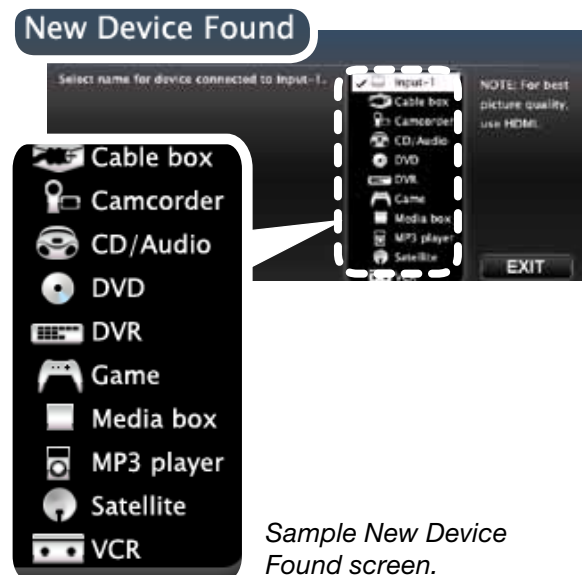 New Device Found
Select name for device connected to Input-1.
Input-1
Cable box
Camcorder
CD/Audio
DVD
DVR
Game
Media box
MP3 player
Satellite
VCR
NOTE: For best
picture quality,
use HDMI.
EXIT
Cable box
Camcorder
CD/Audio
DVD
DVR
Game
Media box
MP3 player
Satellite
VCR
Sample New Device
Found screen.